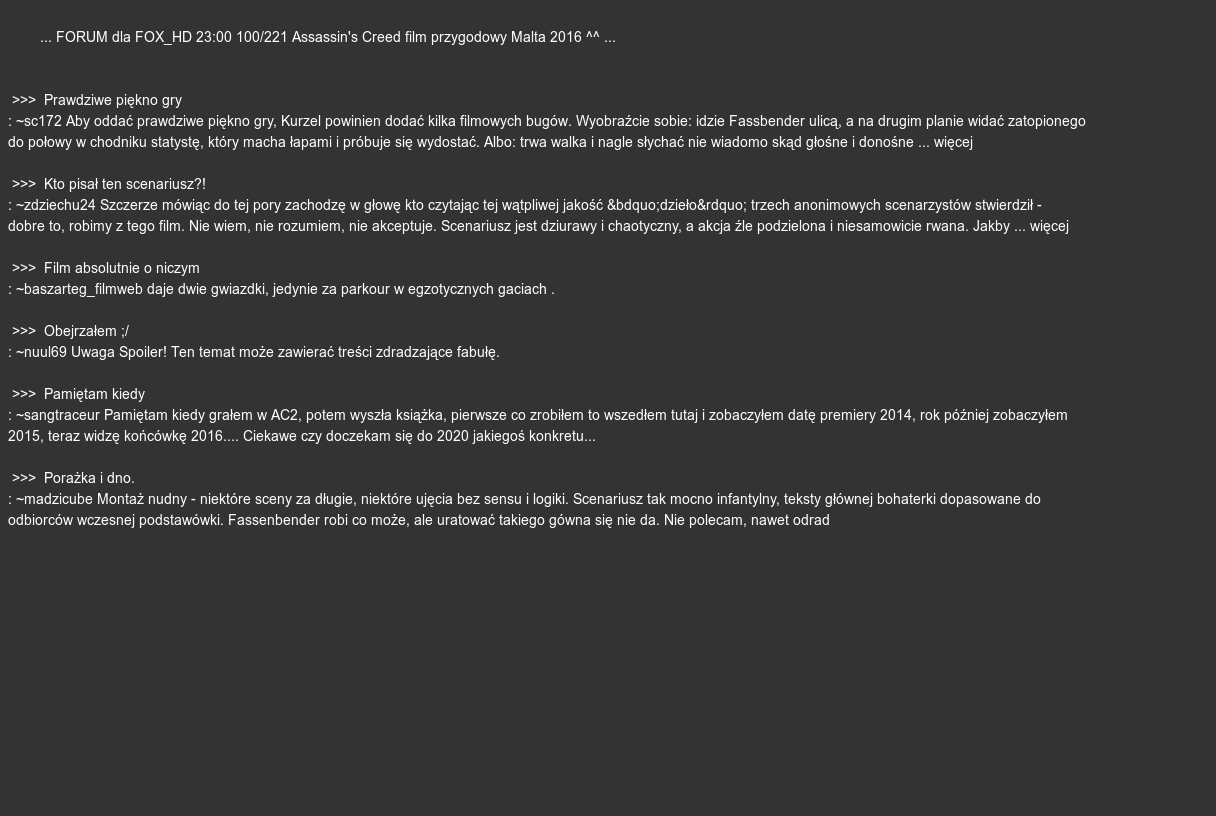 ... FORUM dla FOX_HD 23:00 100/221 Assassin's Creed film przygodowy Malta 2016 ^^ ...
>>> Prawdziwe piękno gry
: ~sc172 Aby oddać prawdziwe piękno gry, Kurzel powinien dodać kilka filmowych bugów. Wyobraźcie sobie: idzie Fassbender ulicą, a na drugim planie widać zatopionego
do połowy w chodniku statystę, który macha łapami i próbuje się wydostać. Albo: trwa walka i nagle słychać nie wiadomo skąd głośne i donośne ... więcej
>>> Kto pisał ten scenariusz?!
: ~zdziechu24 Szczerze mówiąc do tej pory zachodzę w głowę kto czytając tej wątpliwej jakość &bdquo;dzieło&rdquo; trzech anonimowych scenarzystów stwierdził -
dobre to, robimy z tego film. Nie wiem, nie rozumiem, nie akceptuje. Scenariusz jest dziurawy i chaotyczny, a akcja źle podzielona i niesamowicie rwana. Jakby ... więcej
>>> Film absolutnie o niczym
: ~baszarteg_filmweb daje dwie gwiazdki, jedynie za parkour w egzotycznych gaciach .
>>> Obejrzałem ;/
: ~nuul69 Uwaga Spoiler! Ten temat może zawierać treści zdradzające fabułę.
>>> Pamiętam kiedy
: ~sangtraceur Pamiętam kiedy grałem w AC2, potem wyszła książka, pierwsze co zrobiłem to wszedłem tutaj i zobaczyłem datę premiery 2014, rok później zobaczyłem
2015, teraz widzę końcówkę 2016.... Ciekawe czy doczekam się do 2020 jakiegoś konkretu...
>>> Porażka i dno.
: ~madzicube Montaż nudny - niektóre sceny za długie, niektóre ujęcia bez sensu i logiki. Scenariusz tak mocno infantylny, teksty głównej bohaterki dopasowane do
odbiorców wczesnej podstawówki. Fassenbender robi co może, ale uratować takiego gówna się nie da. Nie polecam, nawet odrad